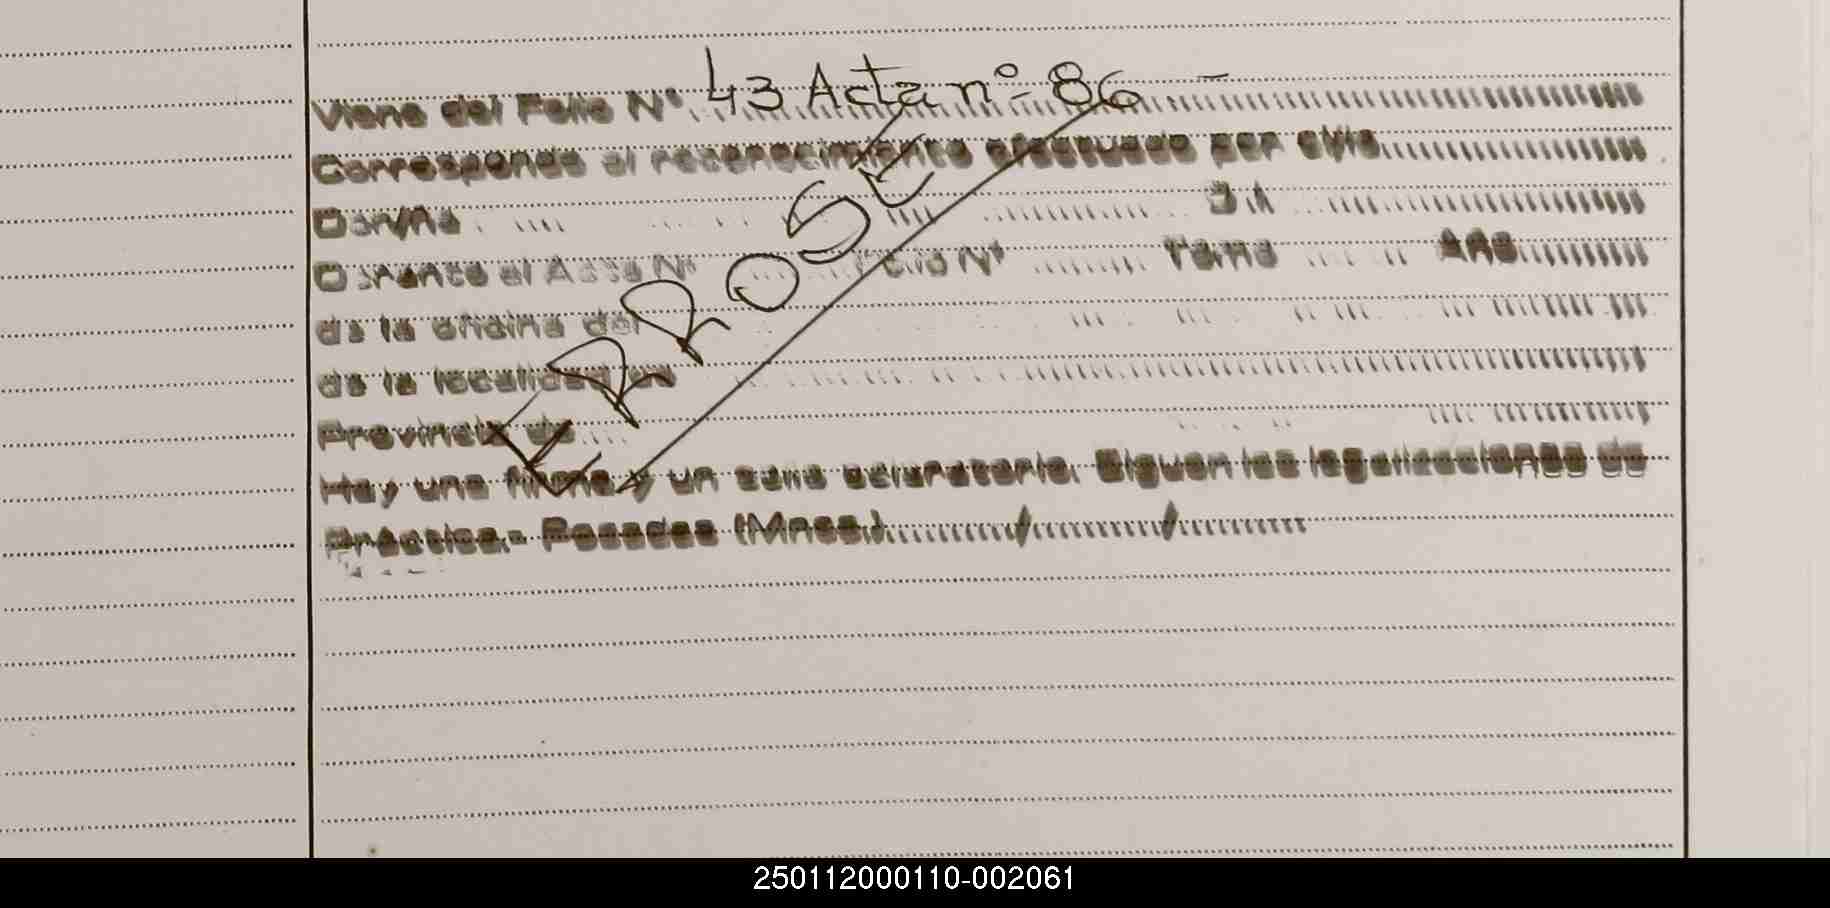 Viene del Folio N° 43 Acta n°- 86 -
Corresponde al reconocimiento efectuado por el/la
Don/ña
Obrante al Acta N° Folio N° Tomo Año
de la oficina del
de la localidad de
Provincia de
Hay una firma y un sello aclaratorio. Siguen las legalizaciones de
Práctica.- Posadas (Mnes.)
ERROSE
250112000110-002061